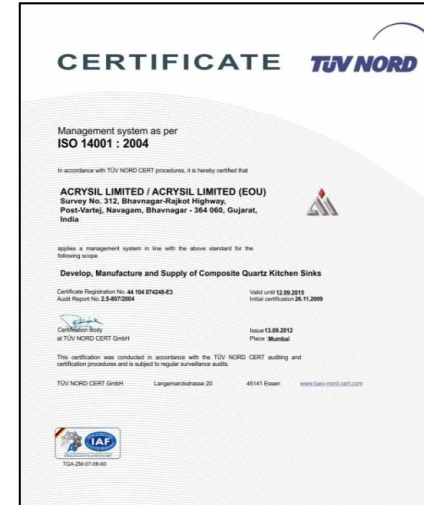 CERTIFICATE
TÜV NORD
Management system as per
ISO 14001 : 2004
In accordance with TÜV NORD CERT procedures, it is hereby certified that
ACRYSIL LIMITED / ACRYSIL LIMITED (EOU)
Survey No. 312, Bhavnagar-Rajkot Highway,
Post-Vartej, Navagam, Bhavnagar - 364 060, Gujarat,
India
applies a management system in line with the above standard for the
following scope
Develop, Manufacture and Supply of Composite Quartz Kitchen Sinks
Certificate Registration No. 44 104 074248-E3
Valid until 12.09.2015
Audit Report No. 2.5-807/2004
Initial certification 26.11.2009
Certification Body
at TÜV NORD CERT GmbH
Issue 13.09.2012
Place :Mumbai
This certification was conducted in accordance with the TÜV NORD CERT auditing and
certification procedures and is subject to regular surveillance audits.
TÜV NORD CERT GmbH Langemarckstrasse 20 45141 Essen www.tuev-nord-cert.com
IAF
TGA-ZM-07-06-60